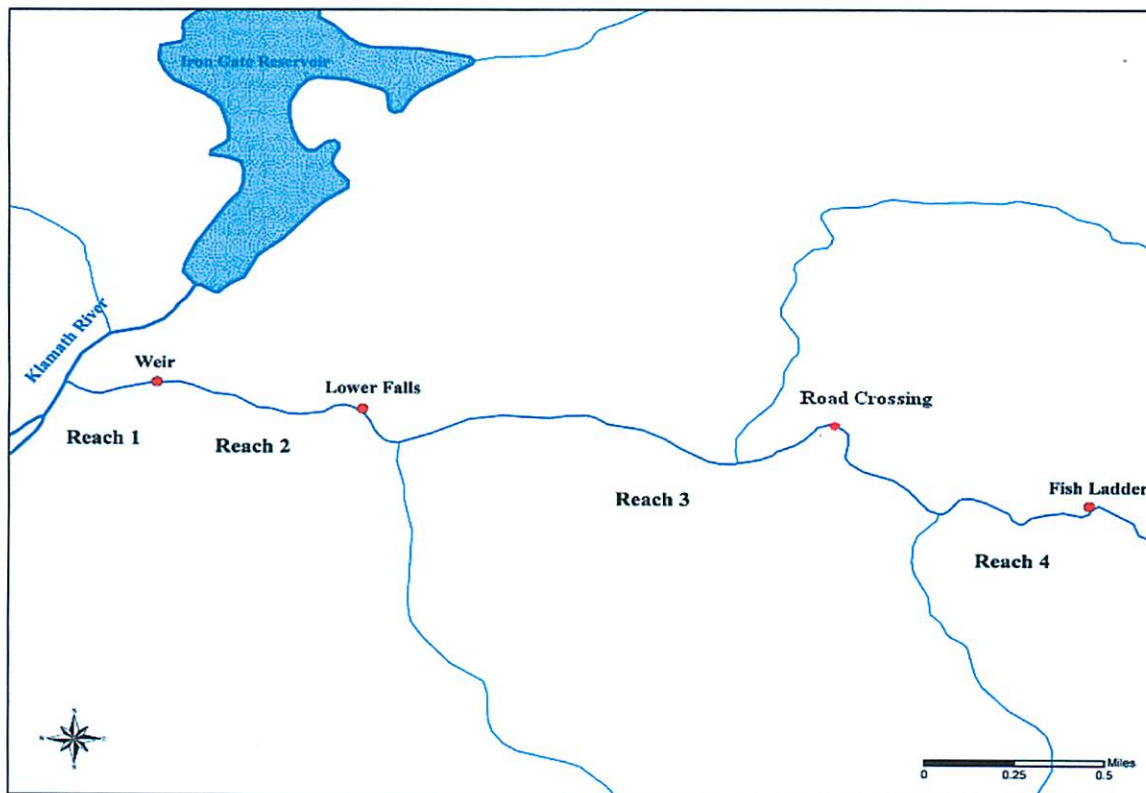 Iron Gate Reservoir
Klamath River
Weir
Lower Falls
Road Crossing
Fish Ladder
Reach 1
Reach 2
Reach 3
Reach 4
N
Miles
0 0.25 0.5